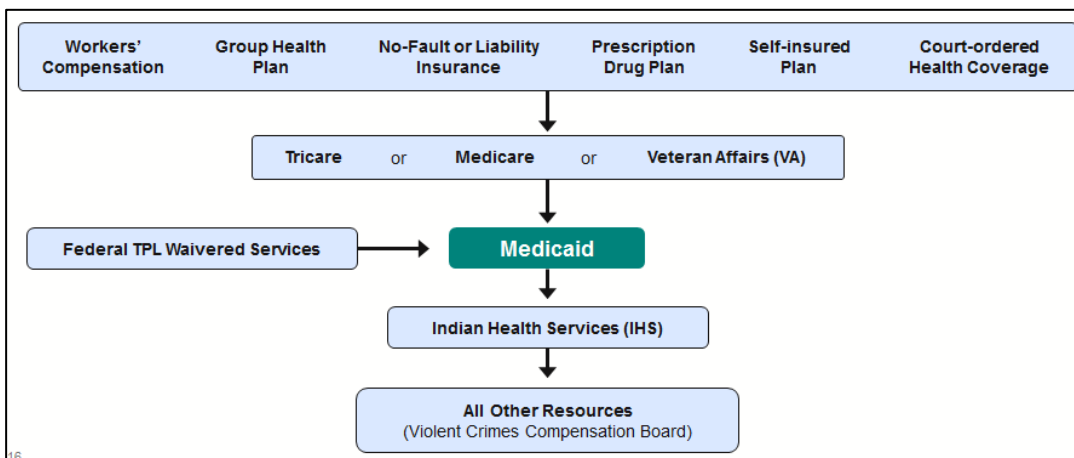 Workers' Compensation
Group Health Plan
No-Fault or Liability Insurance
Prescription Drug Plan
Self-insured Plan
Court-ordered Health Coverage
Tricare or Medicare or Veteran Affairs (VA)
Federal TPL Waivered Services
Medicaid
Indian Health Services (IHS)
All Other Resources
(Violent Crimes Compensation Board)
16